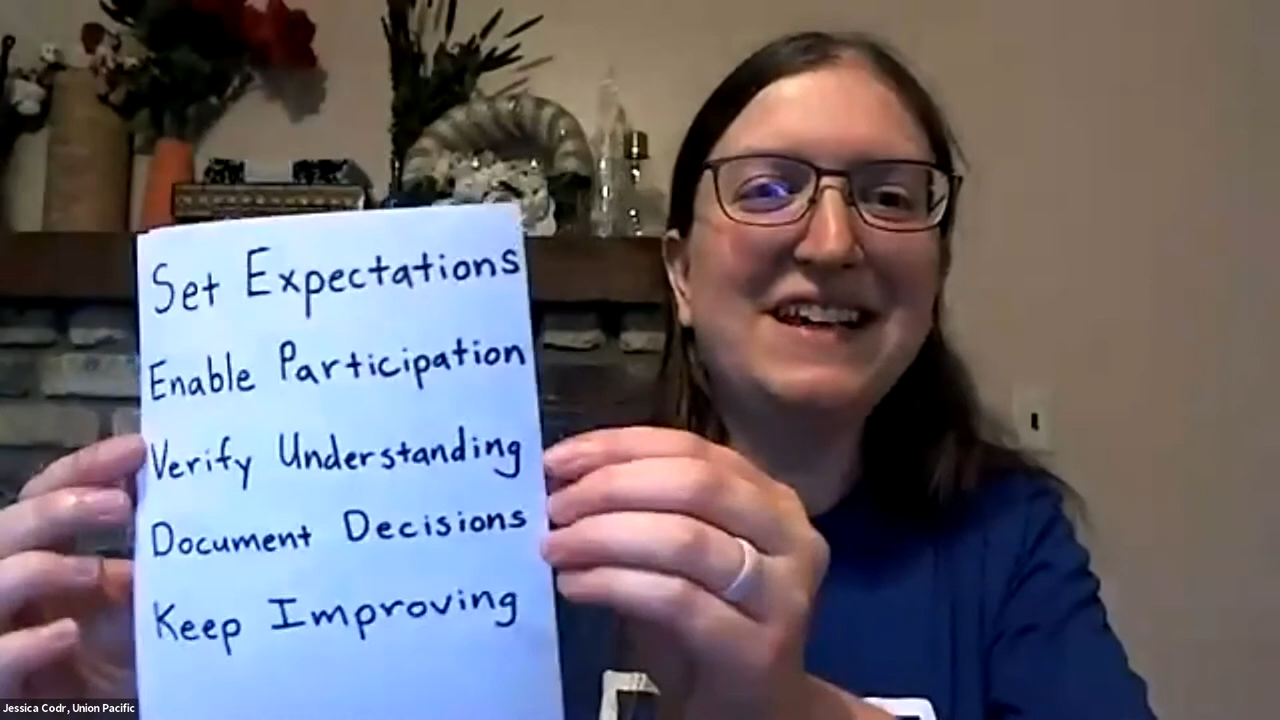 Set Expectations
Enable Participation
Verify Understanding
Document Decisions
Keep Improving
Jessica Codr, Union Pacific